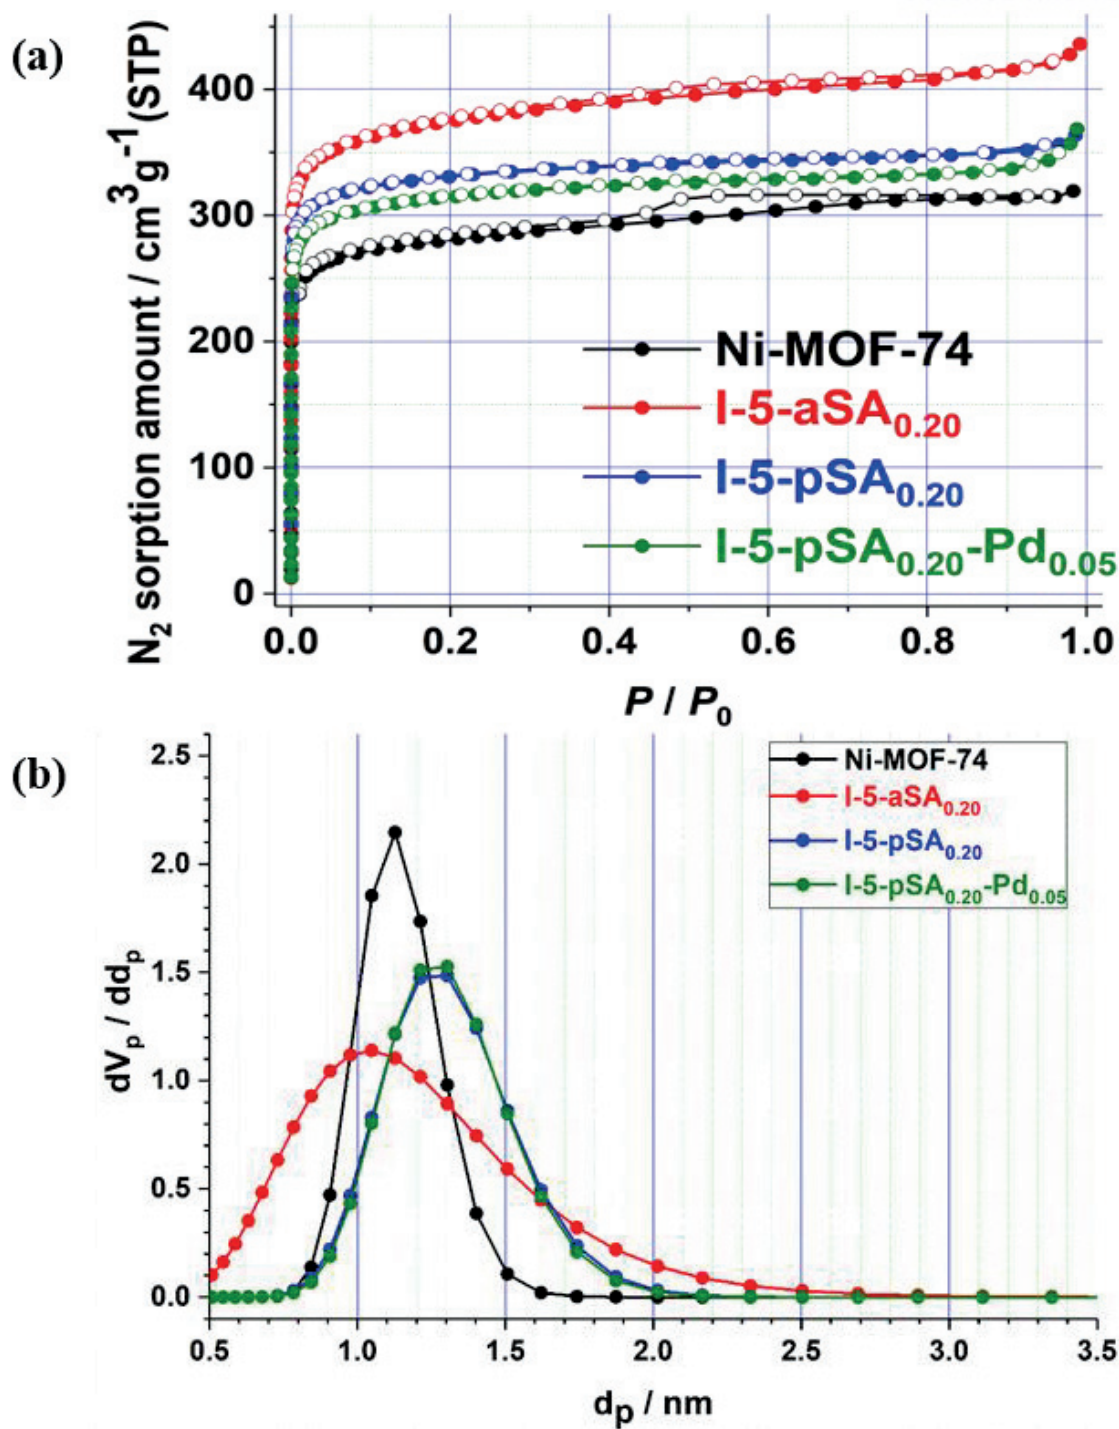 (a)
N₂ sorption amount / cm³g⁻¹(STP)
400
300
200
100
0
Ni-MOF-74
I-5-aSA₀.₂₀
I-5-pSA₀.₂₀
I-5-pSA₀.₂₀-Pd₀.₀₅
0.0 0.2 0.4 0.6 0.8 1.0
P / P₀
(b)
dVₚ / ddₚ
2.5
2.0
1.5
1.0
0.5
0.0
Ni-MOF-74
I-5-aSA₀.₂₀
I-5-pSA₀.₂₀
I-5-pSA₀.₂₀-Pd₀.₀₅
0.5 1.0 1.5 2.0 2.5 3.0 3.5
dₚ / nm